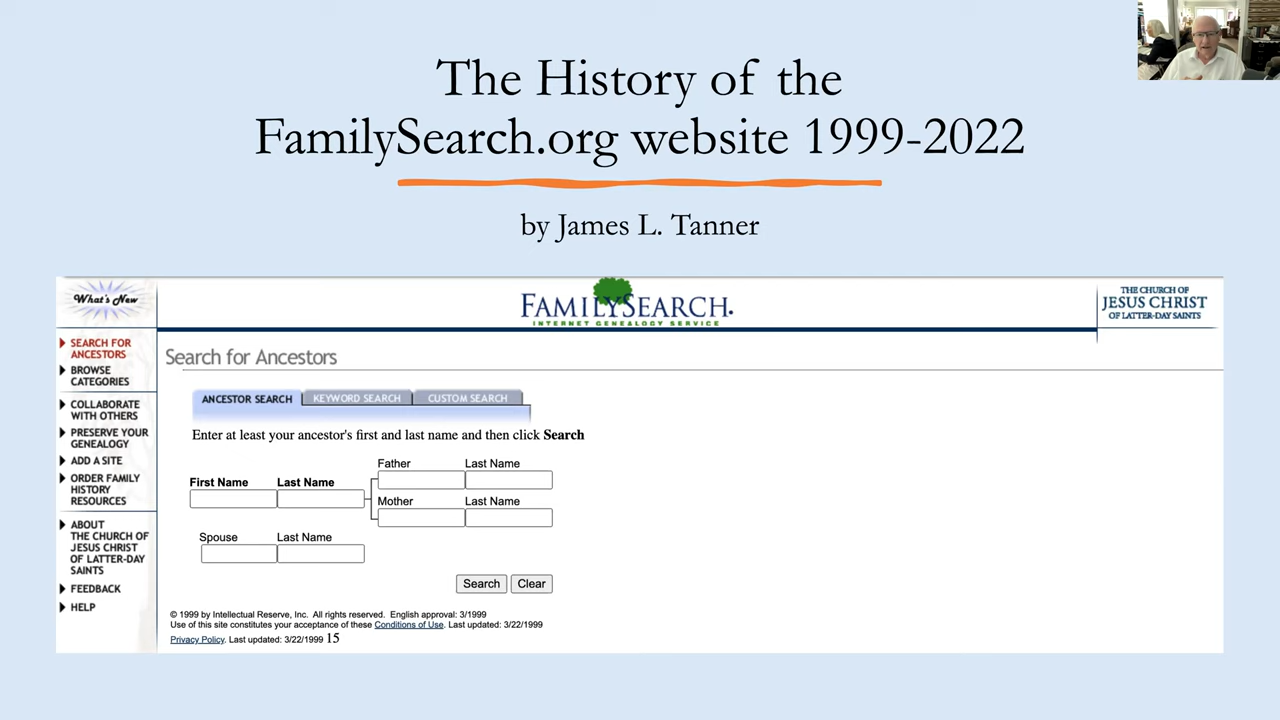 The History of the
FamilySearch.org website 1999-2022
by James L. Tanner
What's New
FAMILYSEARCH.
INTERNET GENEALOGY SERVICE
THE CHURCH OF
JESUS CHRIST
OF LATTER-DAY SAINTS
SEARCH FOR
ANCESTORS
BROWSE
CATEGORIES
COLLABORATE
WITH OTHERS
PRESERVE YOUR
GENEALOGY
ADD A SITE
ORDER FAMILY
HISTORY
RESOURCES
ABOUT
THE CHURCH OF
JESUS CHRIST
OF LATTER-DAY
SAINTS
FEEDBACK
HELP
Search for Ancestors
ANCESTOR SEARCH KEYWORD SEARCH CUSTOM SEARCH
Enter at least your ancestor's first and last name and then click Search
Father Last Name
First Name Last Name
Mother Last Name
Spouse Last Name
Search Clear
© 1999 by Intellectual Reserve, Inc. All rights reserved. English approval: 3/1999
Use of this site constitutes your acceptance of these Conditions of Use. Last updated: 3/22/1999
Privacy Policy. Last updated: 3/22/1999 15